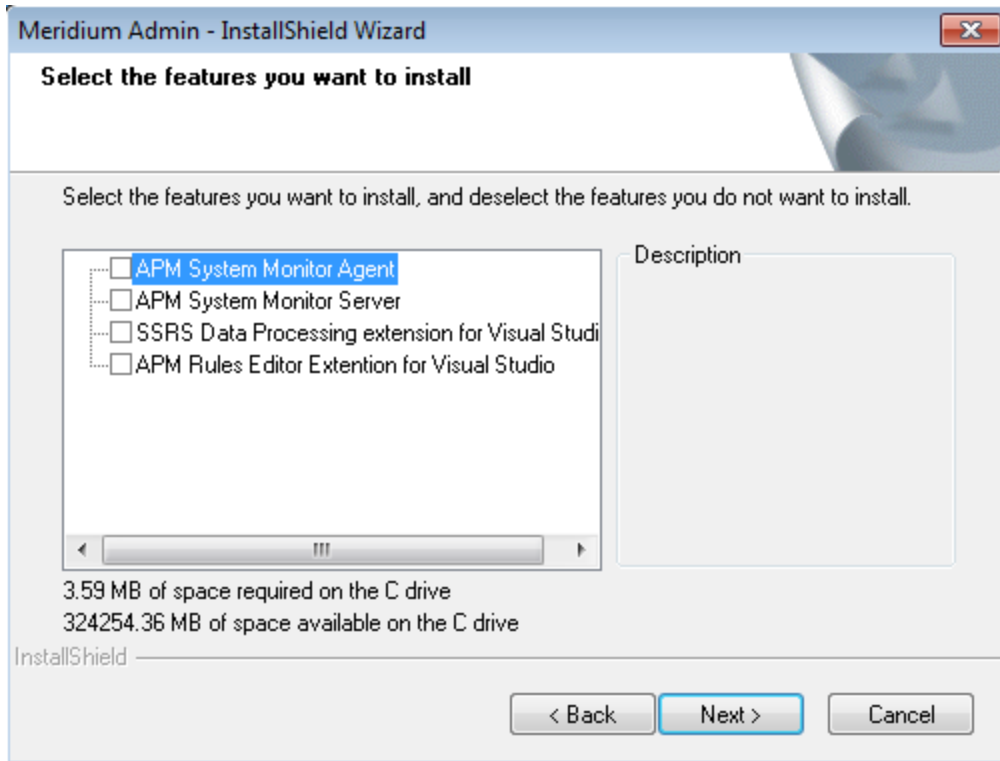 Meridium Admin - InstallShield Wizard
Select the features you want to install
Select the features you want to install, and deselect the features you do not want to install.
APM System Monitor Agent
APM System Monitor Server
SSRS Data Processing extension for Visual Studi
APM Rules Editor Extention for Visual Studio
Description
3.59 MB of space required on the C drive
324254.36 MB of space available on the C drive
InstallShield
< Back
Next >
Cancel